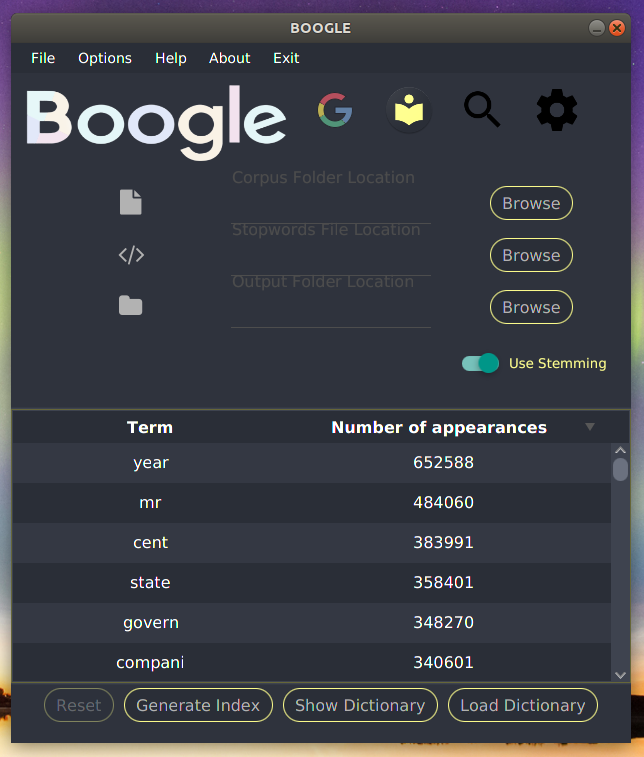 BOOGLE
File Options Help About Exit
Boogle
Corpus Folder Location
Browse
Stopwords File Location
Browse
Output Folder Location
Browse
Use Stemming
Term Number of appearances
year 652588
mr 484060
cent 383991
state 358401
govern 348270
compani 340601
Reset Generate Index Show Dictionary Load Dictionary